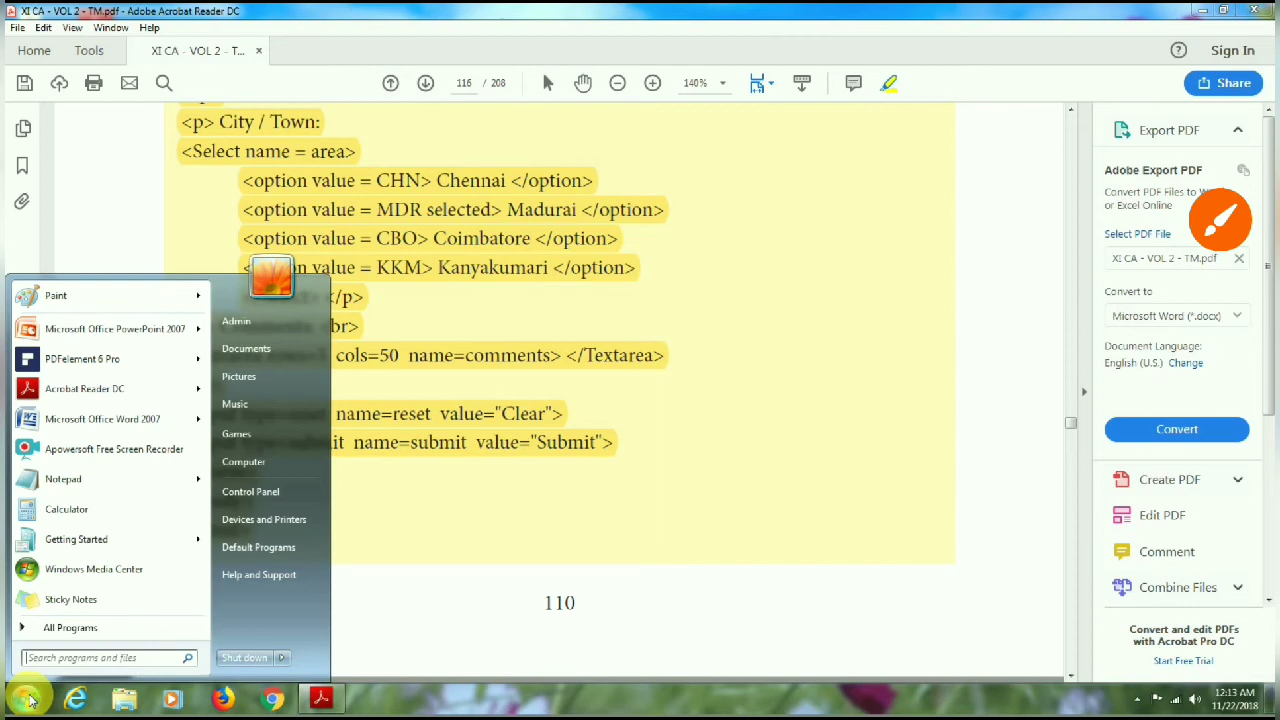 XI CA - VOL 2 - TM.pdf - Adobe Acrobat Reader DC
File Edit View Window Help
Home Tools XI CA - VOL 2 - T... × Sign In
116 / 208 140% Share
<p> City / Town:
<Select name = area>
<option value = CHN> Chennai </option>
<option value = MDR selected> Madurai </option>
<option value = CBO> Coimbatore </option>
option value = KKM> Kanyakumari </option>
</p>
<br>
cols=50 name=comments> </Textarea>
name=reset value="Clear">
name=submit value="Submit">
110
Paint
Microsoft Office PowerPoint 2007
PDFelement 6 Pro
Acrobat Reader DC
Microsoft Office Word 2007
Apowersoft Free Screen Recorder
Notepad
Calculator
Getting Started
Windows Media Center
Sticky Notes
All Programs
Search programs and files
Admin
Documents
Pictures
Music
Games
Computer
Control Panel
Devices and Printers
Default Programs
Help and Support
Shut down
Export PDF
Adobe Export PDF
Convert PDF Files to W
or Excel Online
Select PDF File
XI CA - VOL 2 - TM.pdf
Convert to
Microsoft Word (*.docx)
Document Language:
English (U.S.) Change
Convert
Create PDF
Edit PDF
Comment
Combine Files
Convert and edit PDFs
with Acrobat Pro DC
Start Free Trial
12:13 AM
11/22/2018